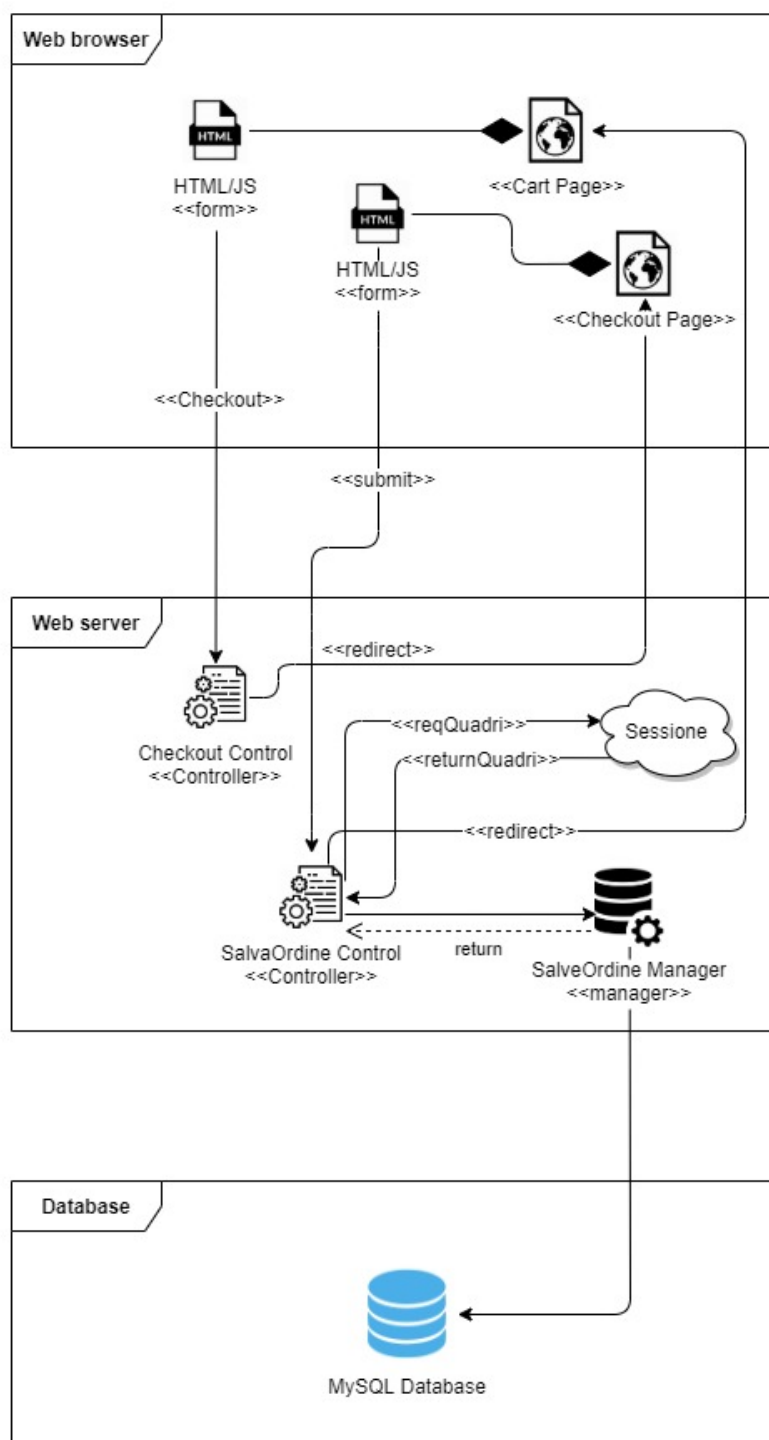 Web browser
HTML
HTML/JS
<<form>>
<<Cart Page>>
HTML
HTML/JS
<<form>>
<<Checkout Page>>
<<Checkout>>
<<submit>>
Web server
<<redirect>>
Checkout Control
<<Controller>>
<<reqQuadri>>
Sessione
<<returnQuadri>>
<<redirect>>
SalvaOrdine Control
<<Controller>>
return
SalveOrdine Manager
<<manager>>
Database
MySQL Database